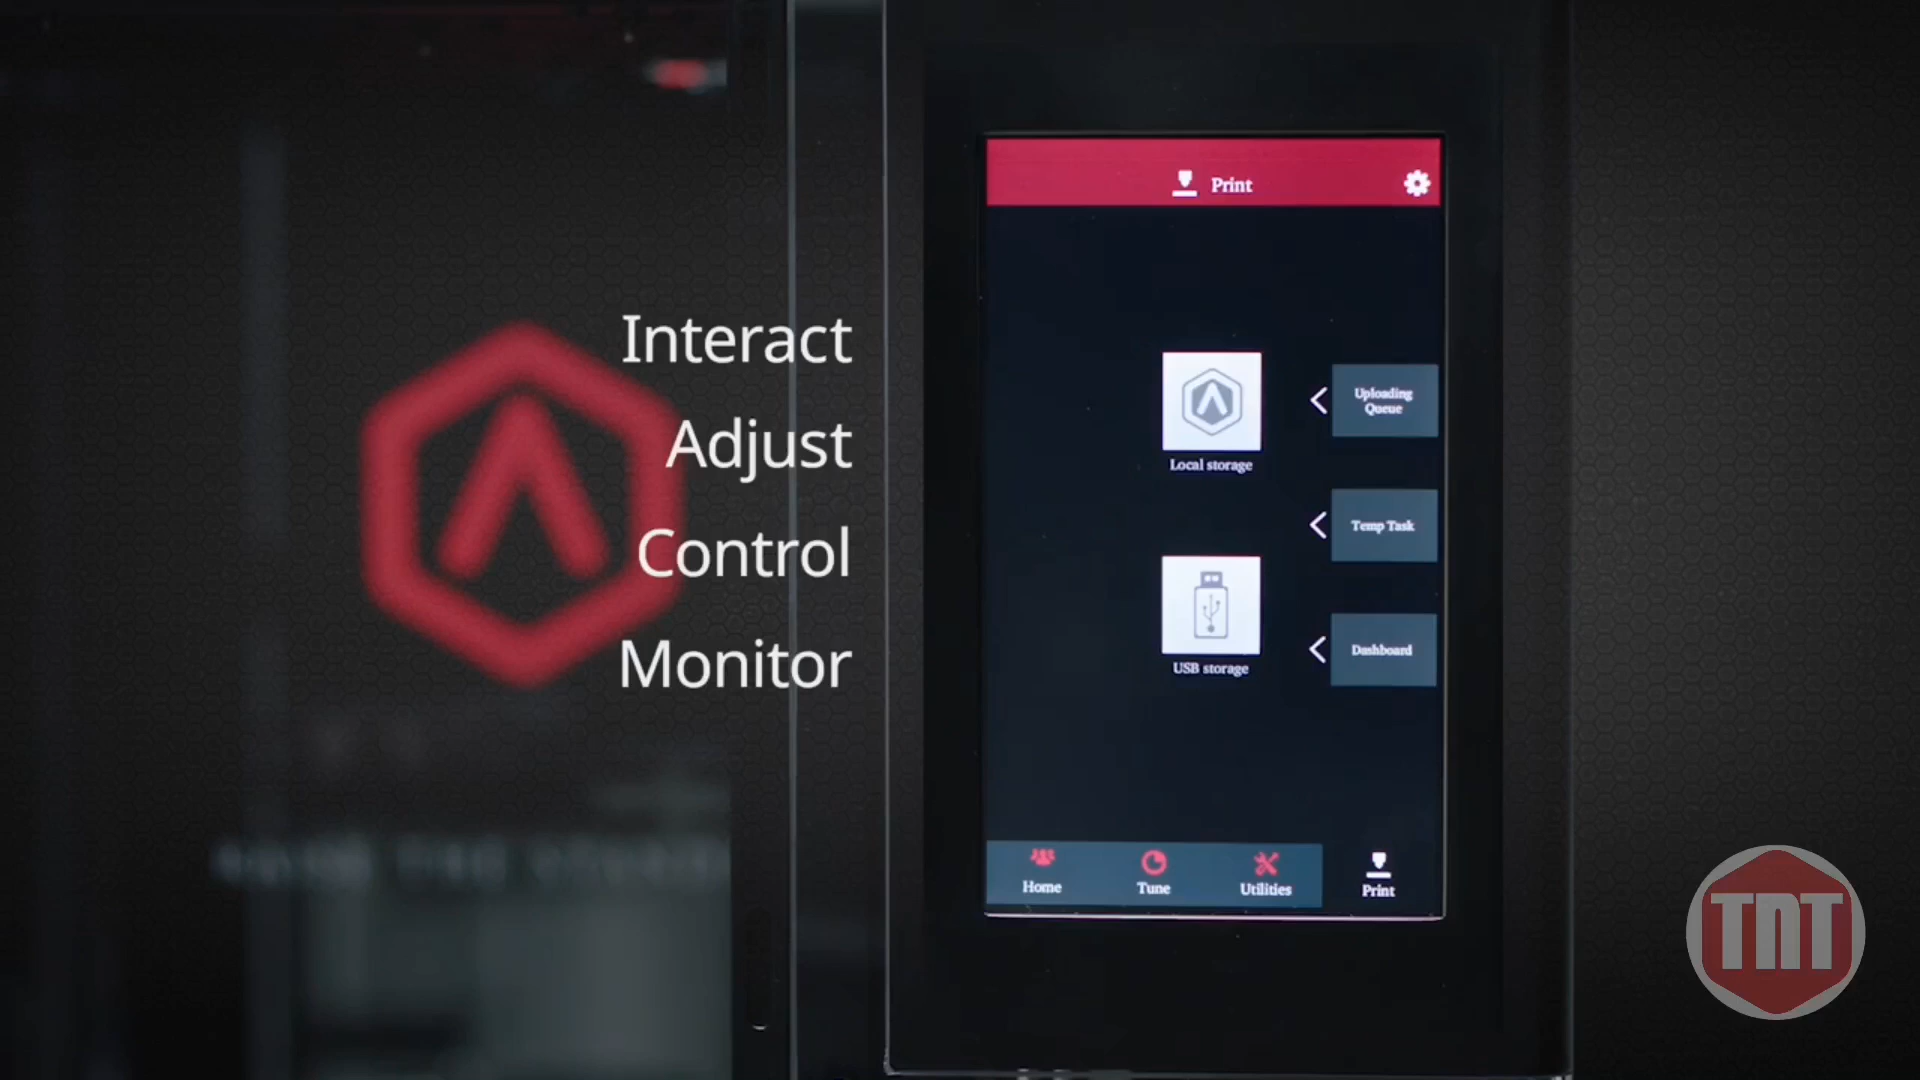 Interact
Adjust
Control
Monitor
Print
Local storage
USB storage
Uploading
Queue
Temp Task
Dashboard
Home
Tune
Utilities
Print
TNT